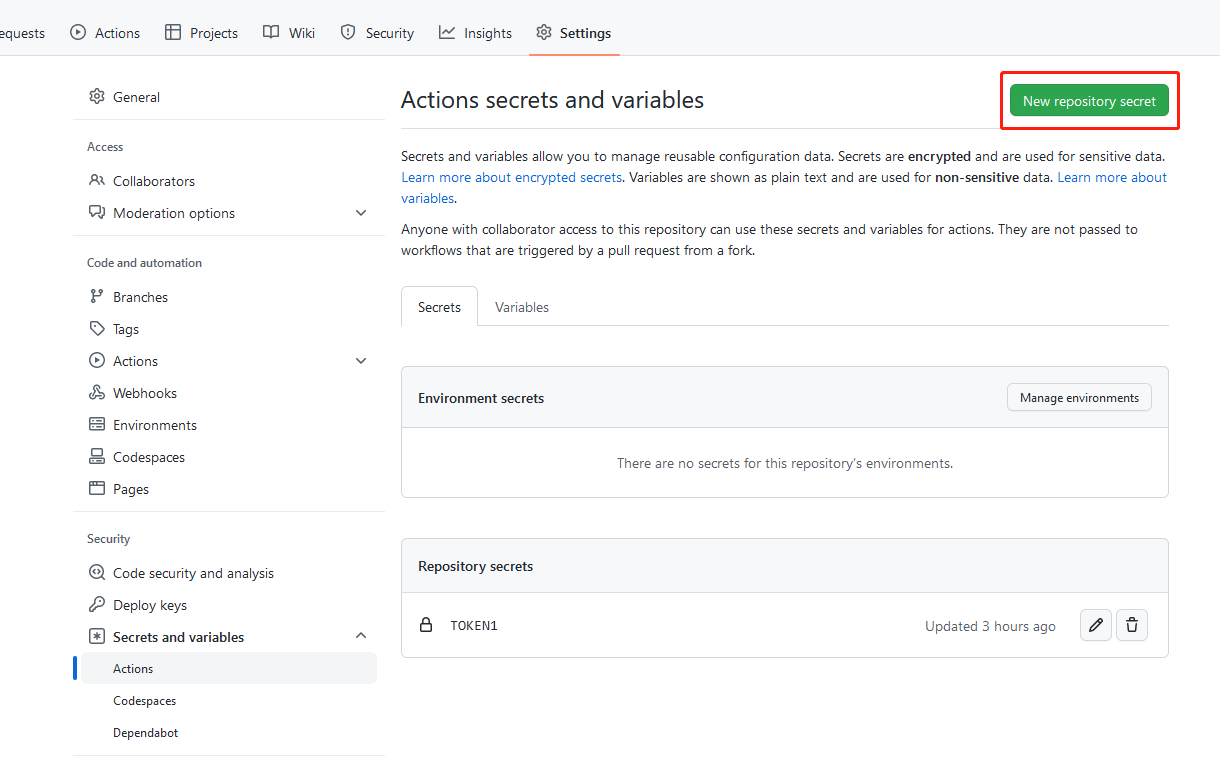 equests Actions Projects Wiki Security Insights Settings
General
Access
Collaborators
Moderation options
Code and automation
Branches
Tags
Actions
Webhooks
Environments
Codespaces
Pages
Security
Code security and analysis
Deploy keys
Secrets and variables
Actions
Codespaces
Dependabot
Actions secrets and variables
New repository secret
Secrets and variables allow you to manage reusable configuration data. Secrets are encrypted and are used for sensitive data.
Learn more about encrypted secrets. Variables are shown as plain text and are used for non-sensitive data. Learn more about
variables.
Anyone with collaborator access to this repository can use these secrets and variables for actions. They are not passed to
workflows that are triggered by a pull request from a fork.
Secrets Variables
Environment secrets
Manage environments
There are no secrets for this repository's environments.
Repository secrets
TOKEN1 Updated 3 hours ago